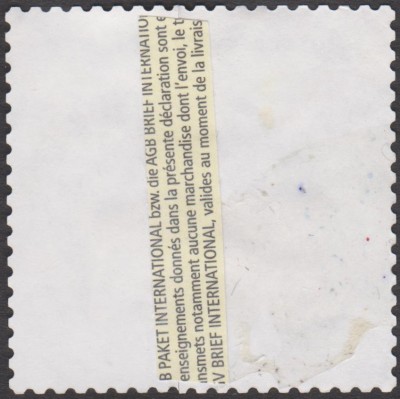 B PAKET INTERNATIONAL bzw. die AGB BRIEF INTERNATIO
enseignements donnés dans la présente déclaration sont e
nsmets notamment aucune marchandise dont l'envoi, le t
V BRIEF INTERNATIONAL, valides au moment de la livrais